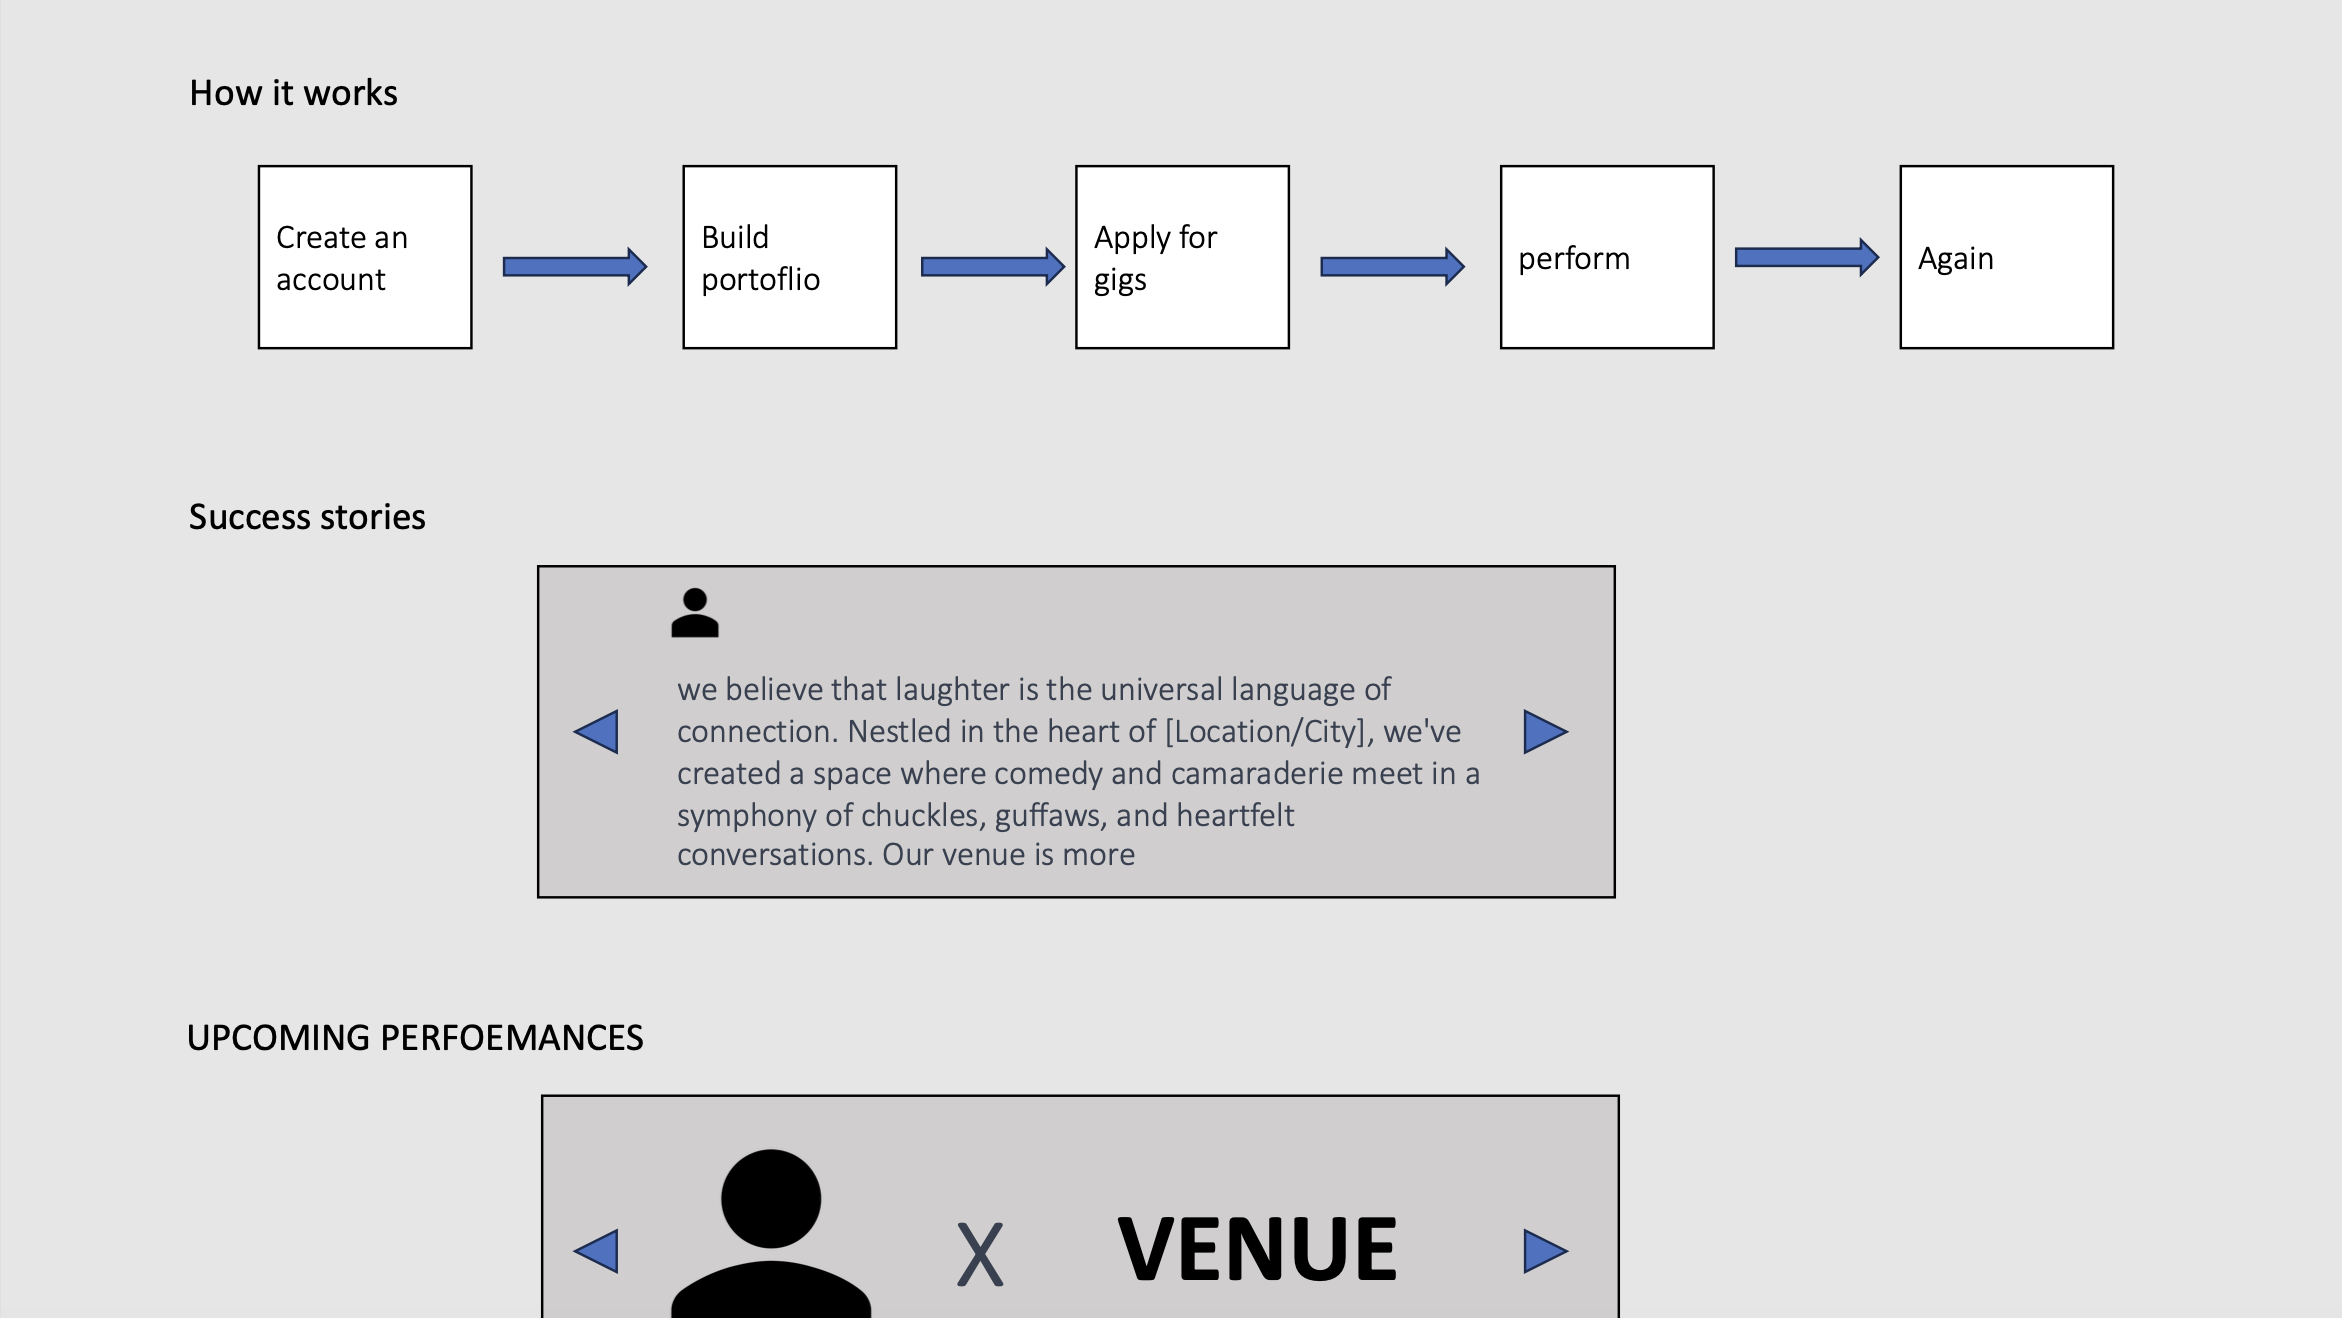 How it works
Create an
account
Build
portoflio
Apply for
gigs
perform
Again
Success stories
we believe that laughter is the universal language of
connection. Nestled in the heart of [Location/City], we've
created a space where comedy and camaraderie meet in a
symphony of chuckles, guffaws, and heartfelt
conversations. Our venue is more
UPCOMING PERFOEMANCES
X VENUE